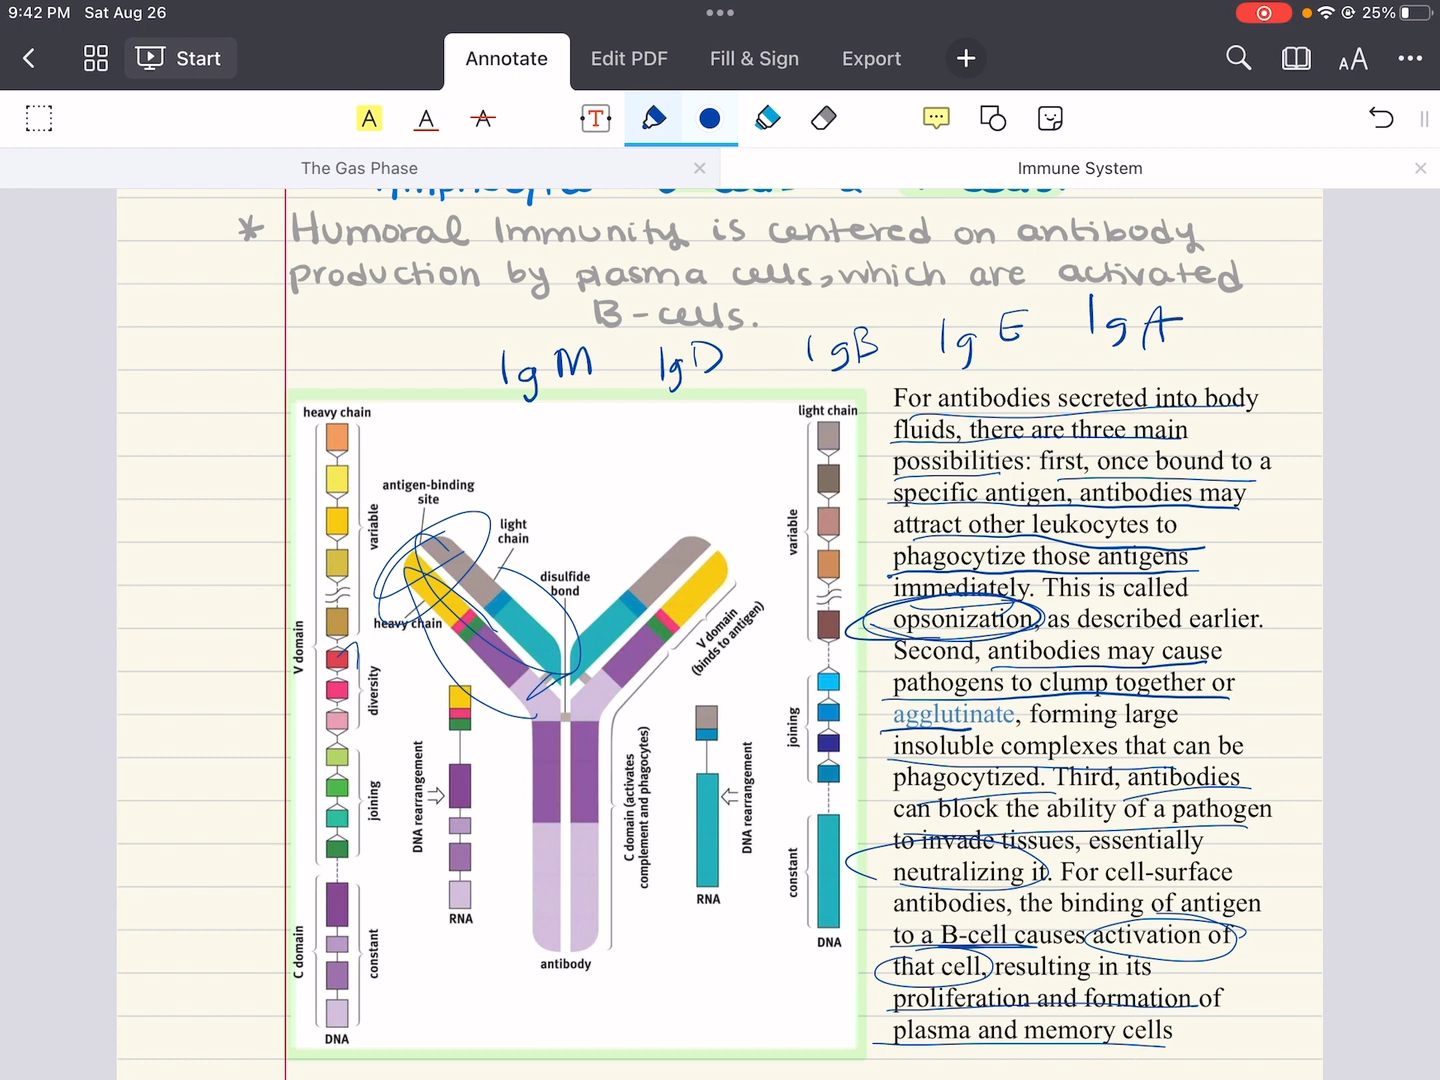 9:42 PM Sat Aug 26
25%
Start
Annotate
Edit PDF
Fill & Sign
Export
The Gas Phase
Immune System
* Humoral Immunity is centered on antibody
production by plasma cells, which are activated
B-cells.
IgM IgD IgB IgE IgA
heavy chain
light chain
antigen-binding
site
light
chain
disulfide
bond
heavy chain
variable
V domain
diversity
joining
C domain
constant
DNA
DNA rearrangement
RNA
antibody
V domain
(binds to antigen)
C domain (activates
complement and phagocytes)
DNA rearrangement
RNA
variable
joining
constant
DNA
For antibodies secreted into body
fluids, there are three main
possibilities: first, once bound to a
specific antigen, antibodies may
attract other leukocytes to
phagocytize those antigens
immediately. This is called
opsonization, as described earlier.
Second, antibodies may cause
pathogens to clump together or
agglutinate, forming large
insoluble complexes that can be
phagocytized. Third, antibodies
can block the ability of a pathogen
to invade tissues, essentially
neutralizing it. For cell-surface
antibodies, the binding of antigen
to a B-cell causes activation of
that cell, resulting in its
proliferation and formation of
plasma and memory cells